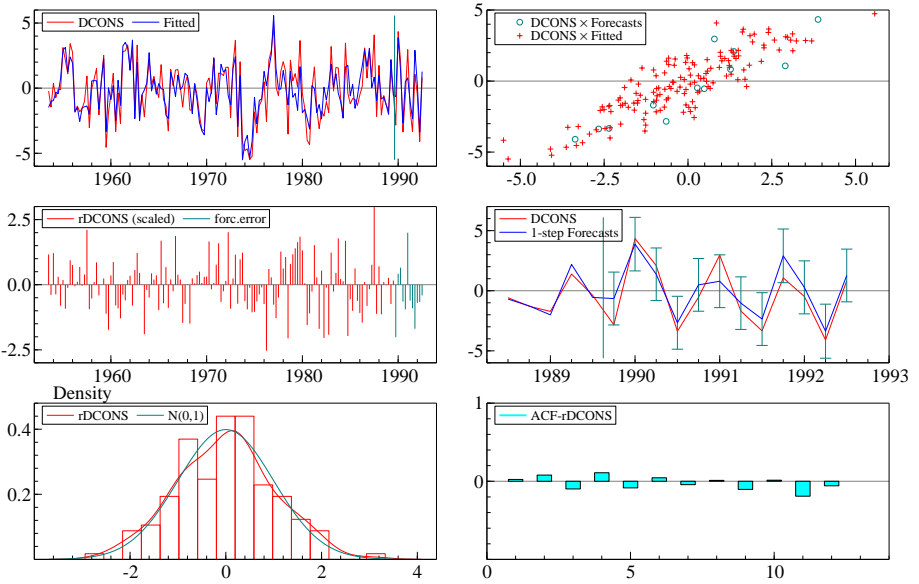 DCONS Fitted
5
0
-5
1960 1970 1980 1990
DCONS × Forecasts
DCONS × Fitted
5
0
-5
-5.0 -2.5 0.0 2.5 5.0
rDCONS (scaled) forc.error
2.5
0.0
-2.5
1960 1970 1980 1990
DCONS
1-step Forecasts
5
0
-5
1989 1990 1991 1992 1993
Density
rDCONS N(0,1)
0.4
0.2
-2 0 2 4
ACF-rDCONS
1
0
0 5 10